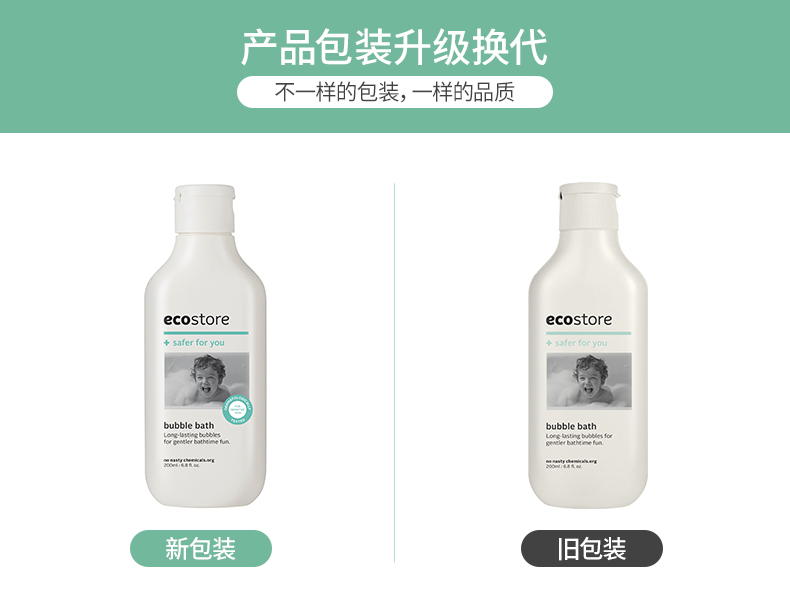 产品包装升级换代
不一样的包装，一样的品质
ecostore
+ safer for you
bubble bath
Long-lasting bubbles
for gentler bathtime fun.
no nasty chemicals.org
200ml / 6.8 fl. oz.
新包装
ecostore
+ safer for you
bubble bath
Long-lasting bubbles for
gentler bathtime fun.
no nasty chemicals.org
200ml / 6.8 fl. oz.
旧包装